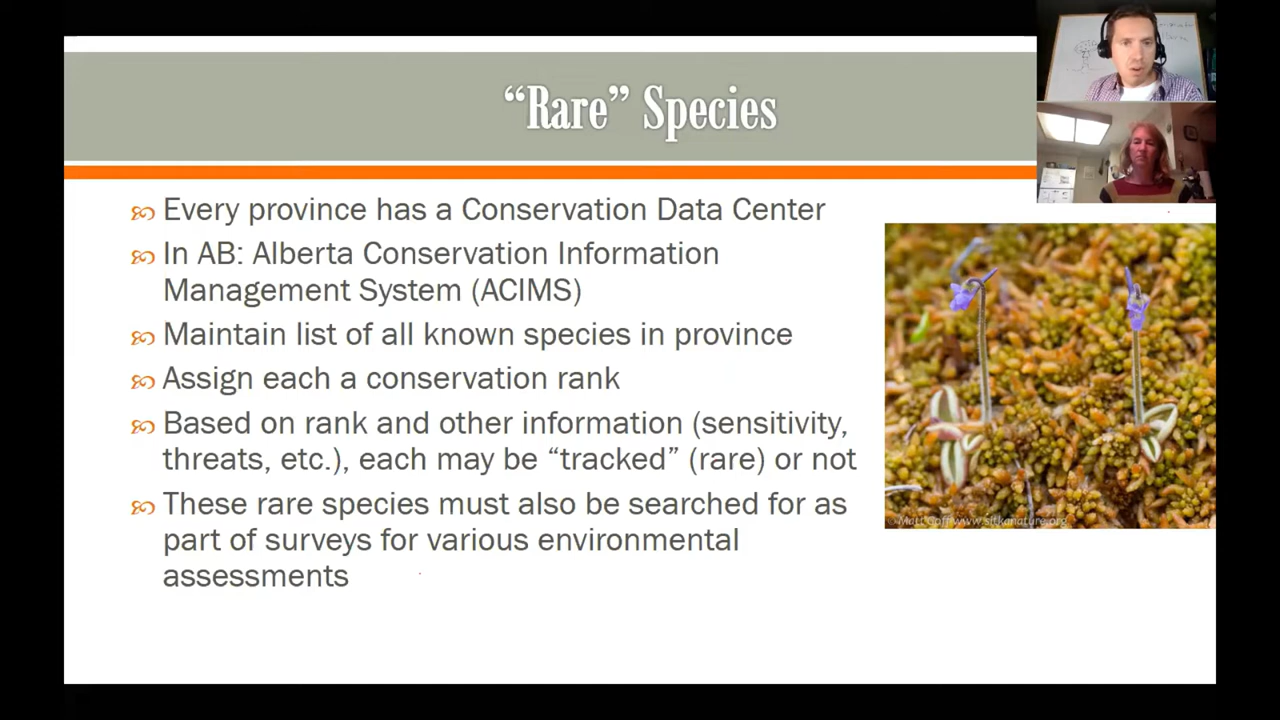 “Rare” Species
Every province has a Conservation Data Center
In AB: Alberta Conservation Information
Management System (ACIMS)
Maintain list of all known species in province
Assign each a conservation rank
Based on rank and other information (sensitivity,
threats, etc.), each may be “tracked” (rare) or not
These rare species must also be searched for as
part of surveys for various environmental
assessments
www.sitkanature.org